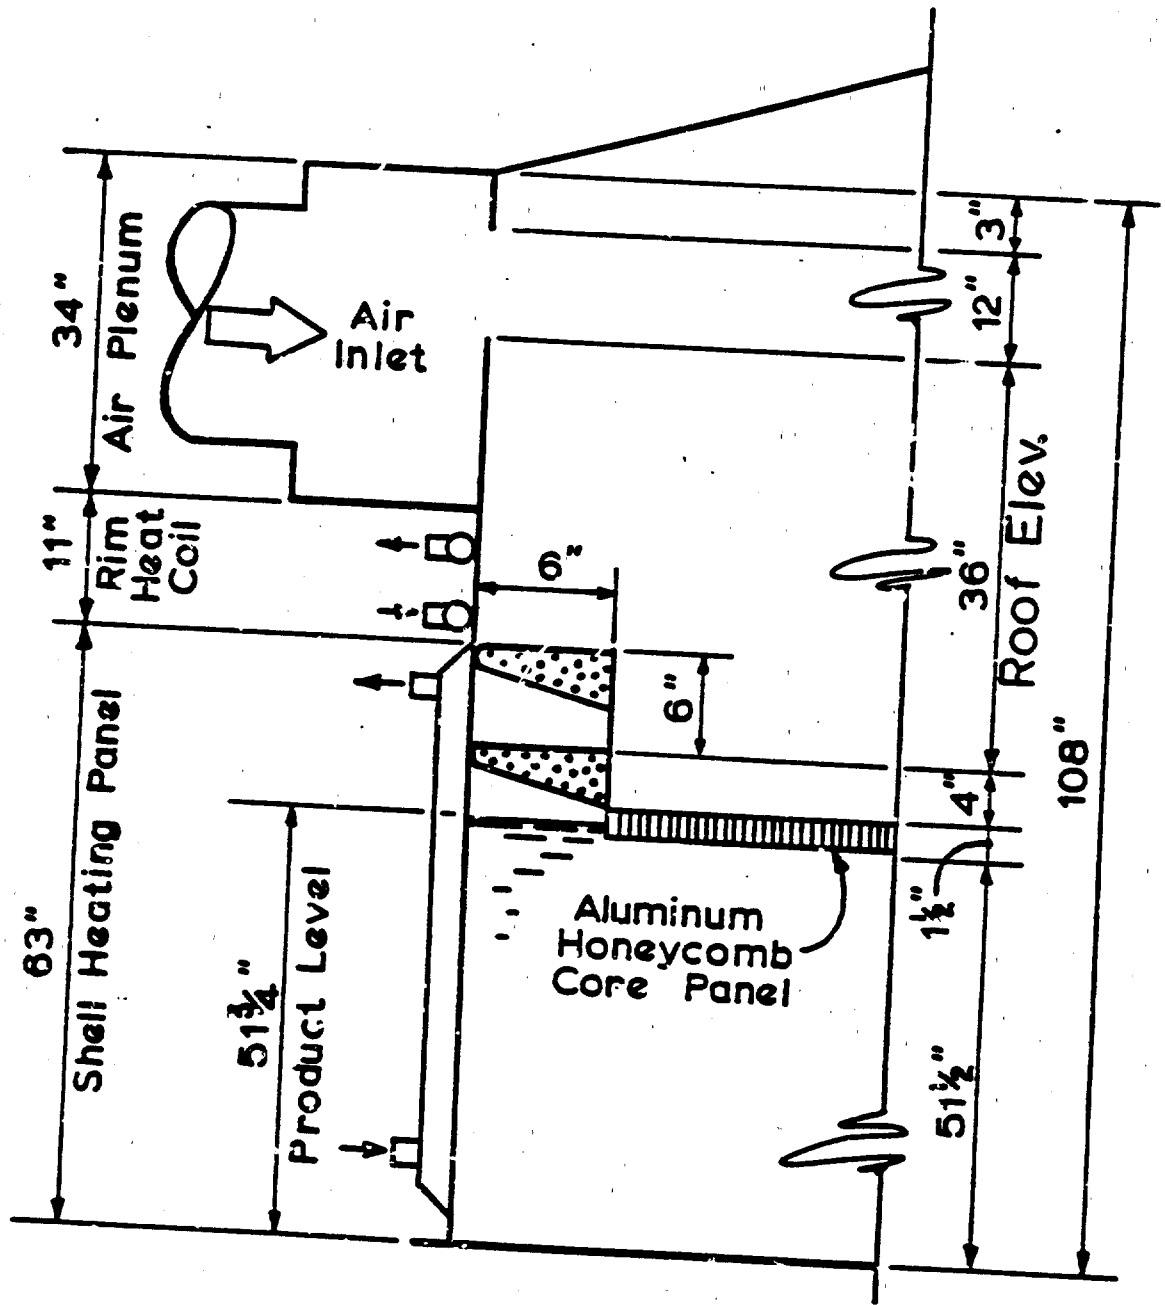 34"
Air Plenum
11"
Rim
Heat
Coil
63"
Shell Heating Panel
51¾"
Product Level
Air
Inlet
6"
6"
Aluminum
Honeycomb
Core Panel
3"
12"
36"
Roof Elev.
4"
1½"
51½"
108"